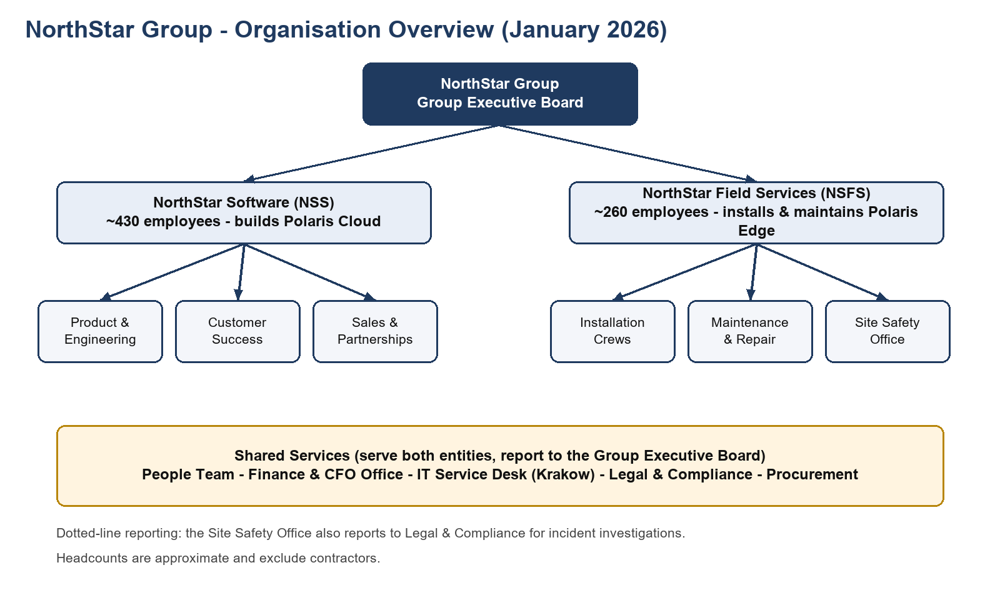 NorthStar Group - Organisation Overview (January 2026)
NorthStar Group
Group Executive Board
NorthStar Software (NSS)
~430 employees - builds Polaris Cloud
NorthStar Field Services (NSFS)
~260 employees - installs & maintains Polaris
Edge
Product &
Engineering
Customer
Success
Sales &
Partnerships
Installation
Crews
Maintenance
& Repair
Site Safety
Office
Shared Services (serve both entities, report to the Group Executive Board)
People Team - Finance & CFO Office - IT Service Desk (Krakow) - Legal & Compliance - Procurement
Dotted-line reporting: the Site Safety Office also reports to Legal & Compliance for incident investigations.
Headcounts are approximate and exclude contractors.